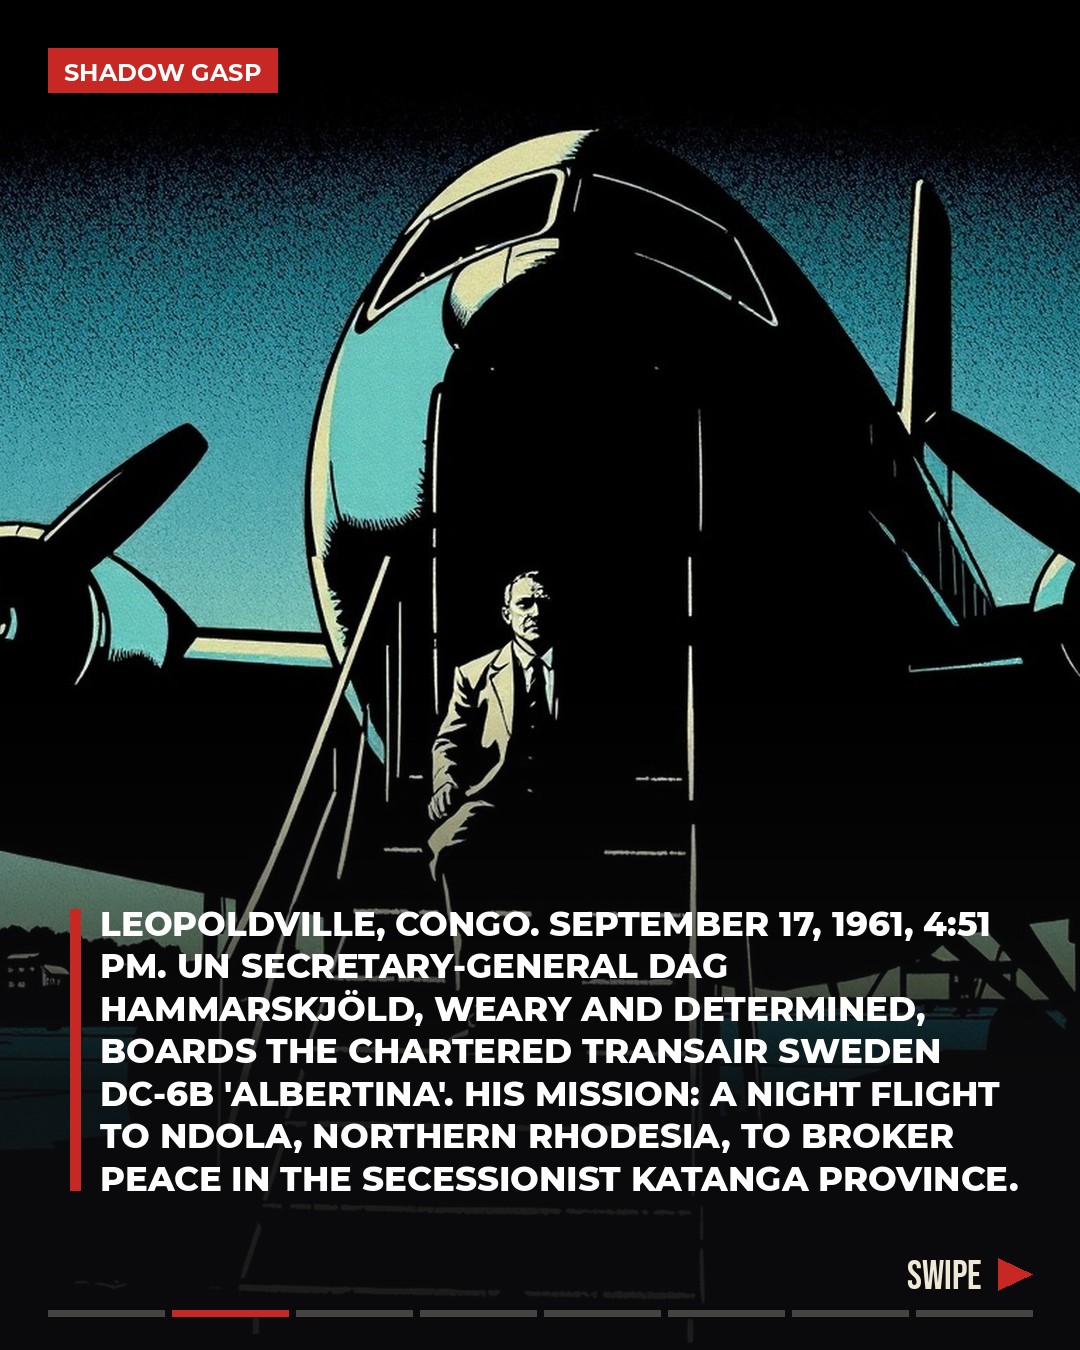 SHADOW GASP
LEOPOLDVILLE, CONGO. SEPTEMBER 17, 1961, 4:51
PM. UN SECRETARY-GENERAL DAG
HAMMARSKJÖLD, WEARY AND DETERMINED,
BOARDS THE CHARTERED TRANSAIR SWEDEN
DC-6B 'ALBERTINA'. HIS MISSION: A NIGHT FLIGHT
TO NDOLA, NORTHERN RHODESIA, TO BROKER
PEACE IN THE SECESSIONIST KATANGA PROVINCE.
SWIPE